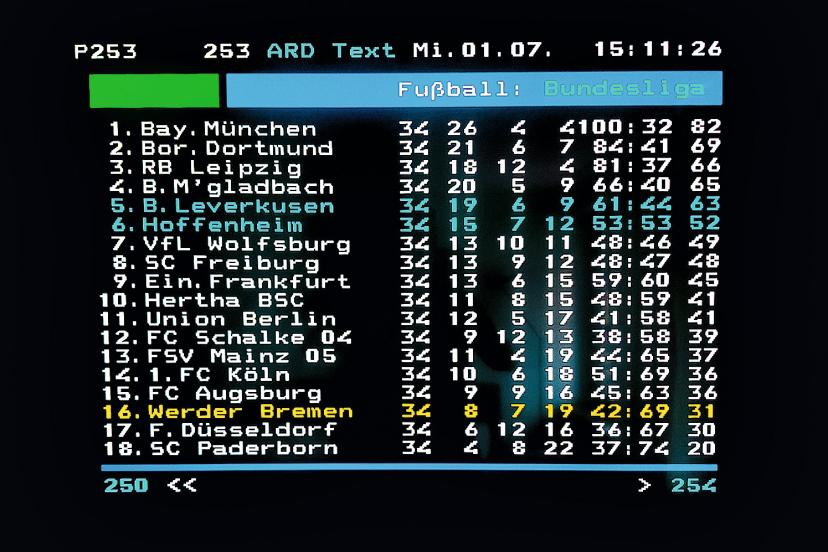 P253 253 ARD Text Mi.01.07. 15:11:26
Fußball: Bundesliga
1. Bay.München 34 26 4 4100:32 82
2. Bor.Dortmund 34 21 6 7 84:41 69
3. RB Leipzig 34 18 12 4 81:37 66
4. B.M'gladbach 34 20 5 9 66:40 65
5. B.Leverkusen 34 19 6 9 61:44 63
6. Hoffenheim 34 15 7 12 53:53 52
7. VfL Wolfsburg 34 13 10 11 48:46 49
8. SC Freiburg 34 13 9 12 48:47 48
9. Ein.Frankfurt 34 13 6 15 59:60 45
10. Hertha BSC 34 11 8 15 48:59 41
11. Union Berlin 34 12 5 17 41:58 41
12. FC Schalke 04 34 9 12 13 38:58 39
13. FSV Mainz 05 34 11 4 19 44:65 37
14. 1.FC Köln 34 10 6 18 51:69 36
15. FC Augsburg 34 9 9 16 45:63 36
16. Werder Bremen 34 8 7 19 42:69 31
17. F.Düsseldorf 34 6 12 16 36:67 30
18. SC Paderborn 34 4 8 22 37:74 20
250 << > 254